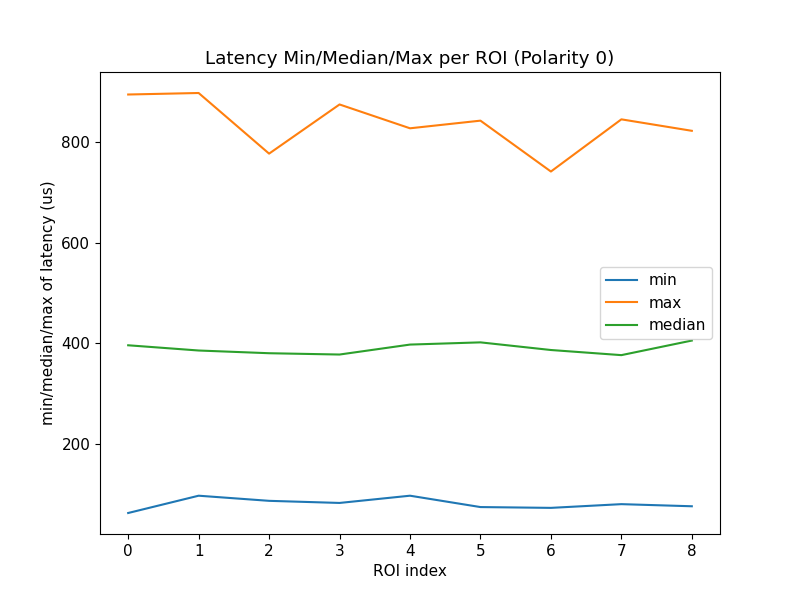 Latency Min/Median/Max per ROI (Polarity 0)
min/median/max of latency (us)
800
600
400
200
min
max
median
0 1 2 3 4 5 6 7 8
ROI index